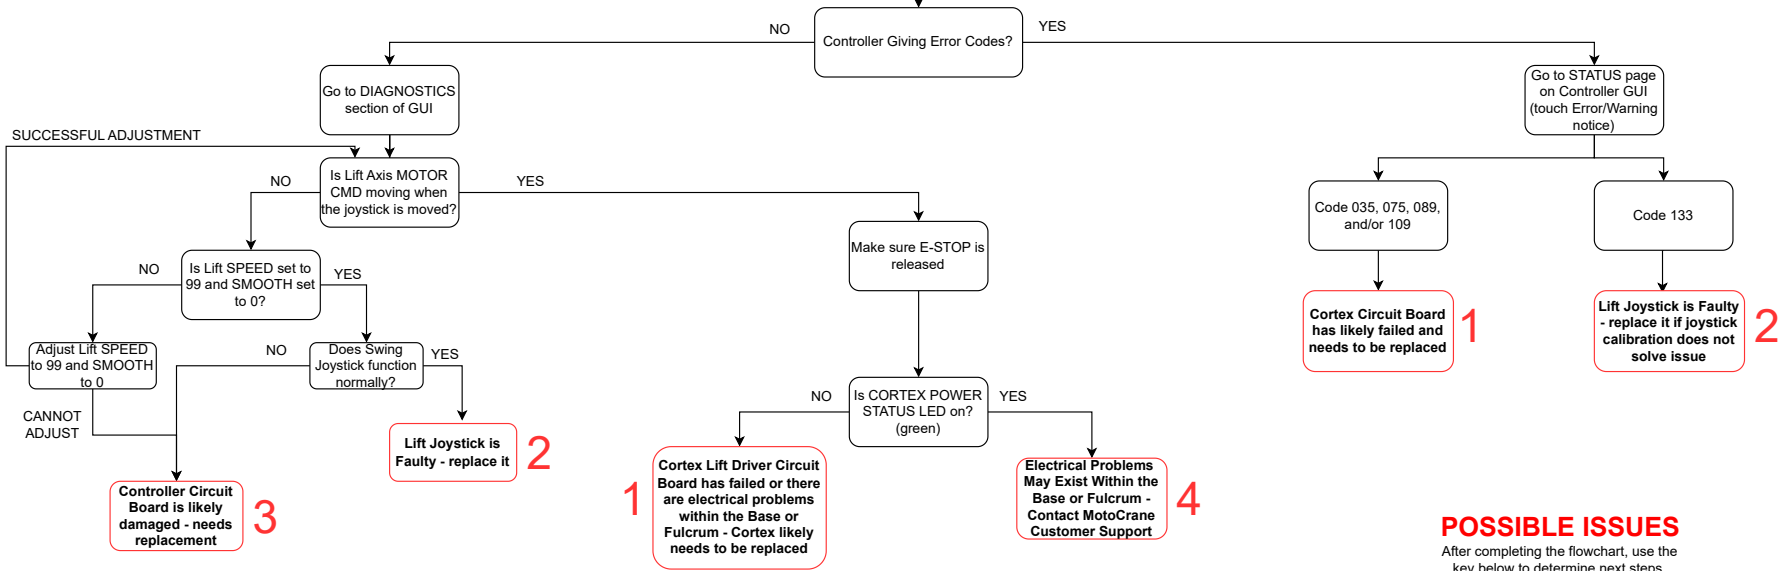 NO
Controller Giving Error Codes?
YES
Go to DIAGNOSTICS
section of GUI
Go to STATUS page
on Controller GUI
(touch Error/Warning
notice)
SUCCESSFUL ADJUSTMENT
NO
Is Lift Axis MOTOR
CMD moving when
the joystick is moved?
YES
Code 035, 075, 089,
and/or 109
Code 133
Make sure E-STOP is
released
NO
Is Lift SPEED set to
99 and SMOOTH set
to 0?
YES
Cortex Circuit Board
has likely failed and
needs to be replaced
1
Lift Joystick is Faulty
- replace it if joystick
calibration does not
solve issue
2
Adjust Lift SPEED
to 99 and SMOOTH
to 0
NO
Does Swing
Joystick function
normally?
YES
CANNOT
ADJUST
NO
Is CORTEX POWER
STATUS LED on?
(green)
YES
Lift Joystick is
Faulty - replace it
2
Controller Circuit
Board is likely
damaged - needs
replacement
3
1
Cortex Lift Driver Circuit
Board has failed or there
are electrical problems
within the Base or
Fulcrum - Cortex likely
needs to be replaced
Electrical Problems
May Exist Within the
Base or Fulcrum -
Contact MotoCrane
Customer Support
4
POSSIBLE ISSUES
After completing the flowchart, use the
key below to determine next steps